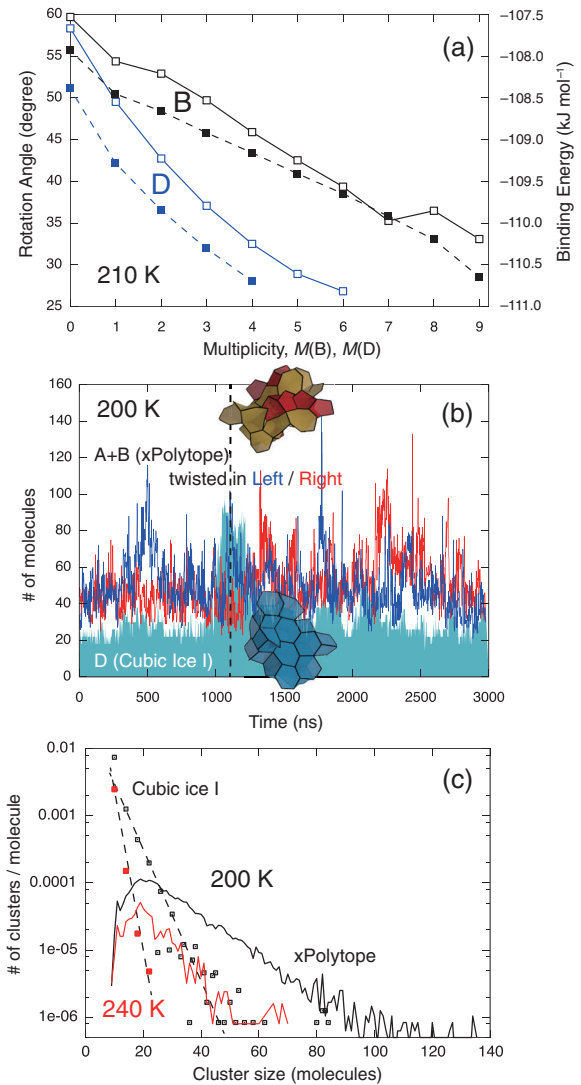 (a)
60
55
50
45
40
35
30
25
Rotation Angle (degree)
−107.5
−108.0
−108.5
−109.0
−109.5
−110.0
−110.5
−111.0
Binding Energy (kJ mol⁻¹)
B
D
210 K
0 1 2 3 4 5 6 7 8 9
Multiplicity, M(B), M(D)
(b)
160
140
120
100
80
60
40
20
0
# of molecules
200 K
A+B (xPolytope)
twisted in Left / Right
D (Cubic Ice I)
0 500 1000 1500 2000 2500 3000
Time (ns)
(c)
0.01
0.001
0.0001
1e-05
1e-06
# of clusters / molecule
Cubic ice I
200 K
xPolytope
240 K
0 20 40 60 80 100 120 140
Cluster size (molecules)